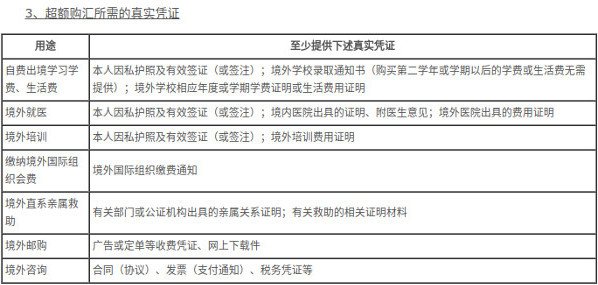 3、超额购汇所需的真实凭证
用途
至少提供下述真实凭证
自费出境学习学
费、生活费
本人因私护照及有效签证（或签注）；境外学校录取通知书（购买第二学年或学期以后的学费或生活费无需
提供）；境外学校相应年度或学期学费证明或生活费用证明
境外就医
本人因私护照及有效签证（或签注）；境内医院出具的证明、附医生意见；境外医院出具的费用证明
境外培训
本人因私护照及有效签证（或签注）；境外培训费用证明
缴纳境外国际组
织会费
境外国际组织缴费通知
境外直系亲属救
助
有关部门或公证机构出具的亲属关系证明；有关救助的相关证明材料
境外邮购
广告或定单等收费凭证、网上下载件
境外咨询
合同（协议）、发票（支付通知）、税务凭证等